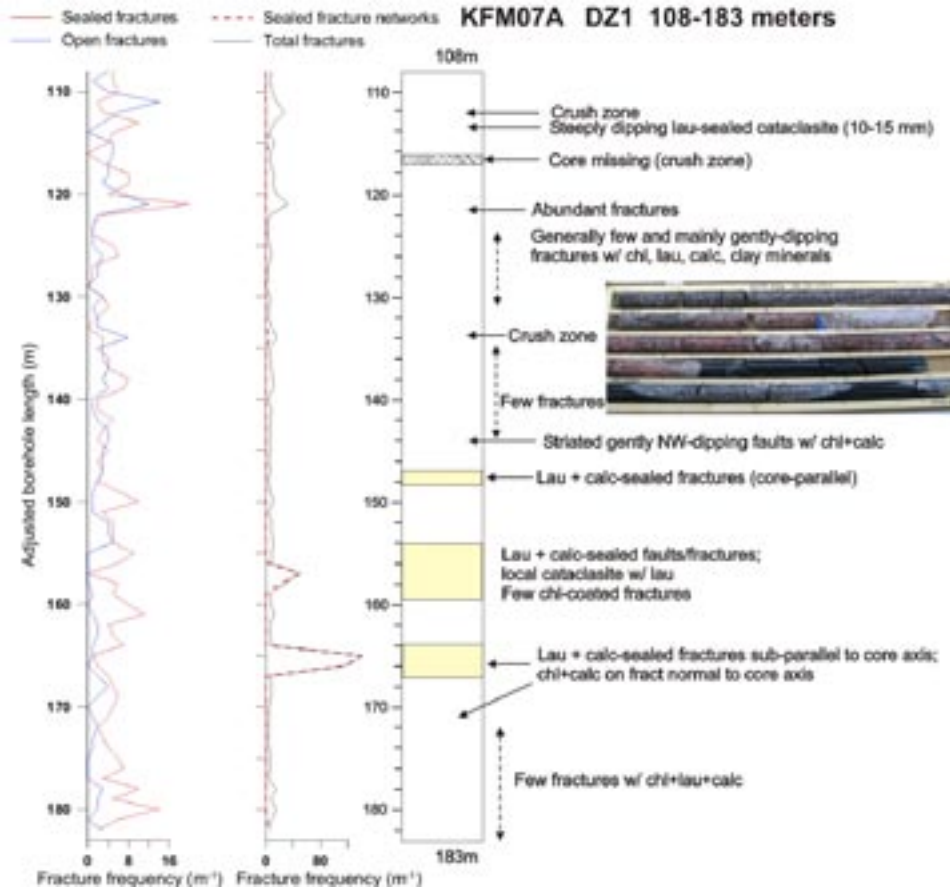 KFM07A DZ1 108-183 meters
Sealed fractures
Open fractures
Sealed fracture networks
Total fractures
108m
Adjusted borehole length (m)
110
120
130
140
150
160
170
180
0 8 16
Fracture frequency (m⁻¹)
0 80
Fracture frequency (m⁻¹)
110
120
130
140
150
160
170
180
183m
Crush zone
Steeply dipping lau-sealed cataclasite (10-15 mm)
Core missing (crush zone)
Abundant fractures
Generally few and mainly gently-dipping
fractures w/ chl, lau, calc, clay minerals
Crush zone
Few fractures
Striated gently NW-dipping faults w/ chl+calc
Lau + calc-sealed fractures (core-parallel)
Lau + calc-sealed faults/fractures;
local cataclasite w/ lau
Few chl-coated fractures
Lau + calc-sealed fractures sub-parallel to core axis;
chl+calc on fract normal to core axis
Few fractures w/ chl+lau+calc